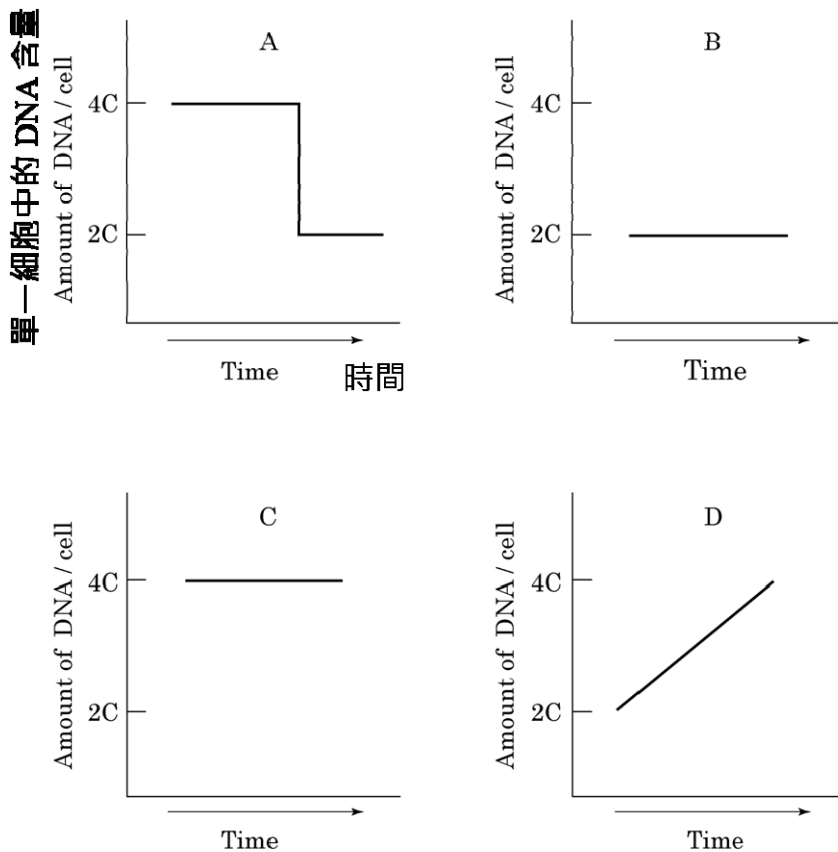 單一細胞中的 DNA 含量
Amount of DNA / cell
A
4C
2C
Time
時間
Amount of DNA / cell
B
4C
2C
Time
Amount of DNA / cell
C
4C
2C
Time
Amount of DNA / cell
D
4C
2C
Time